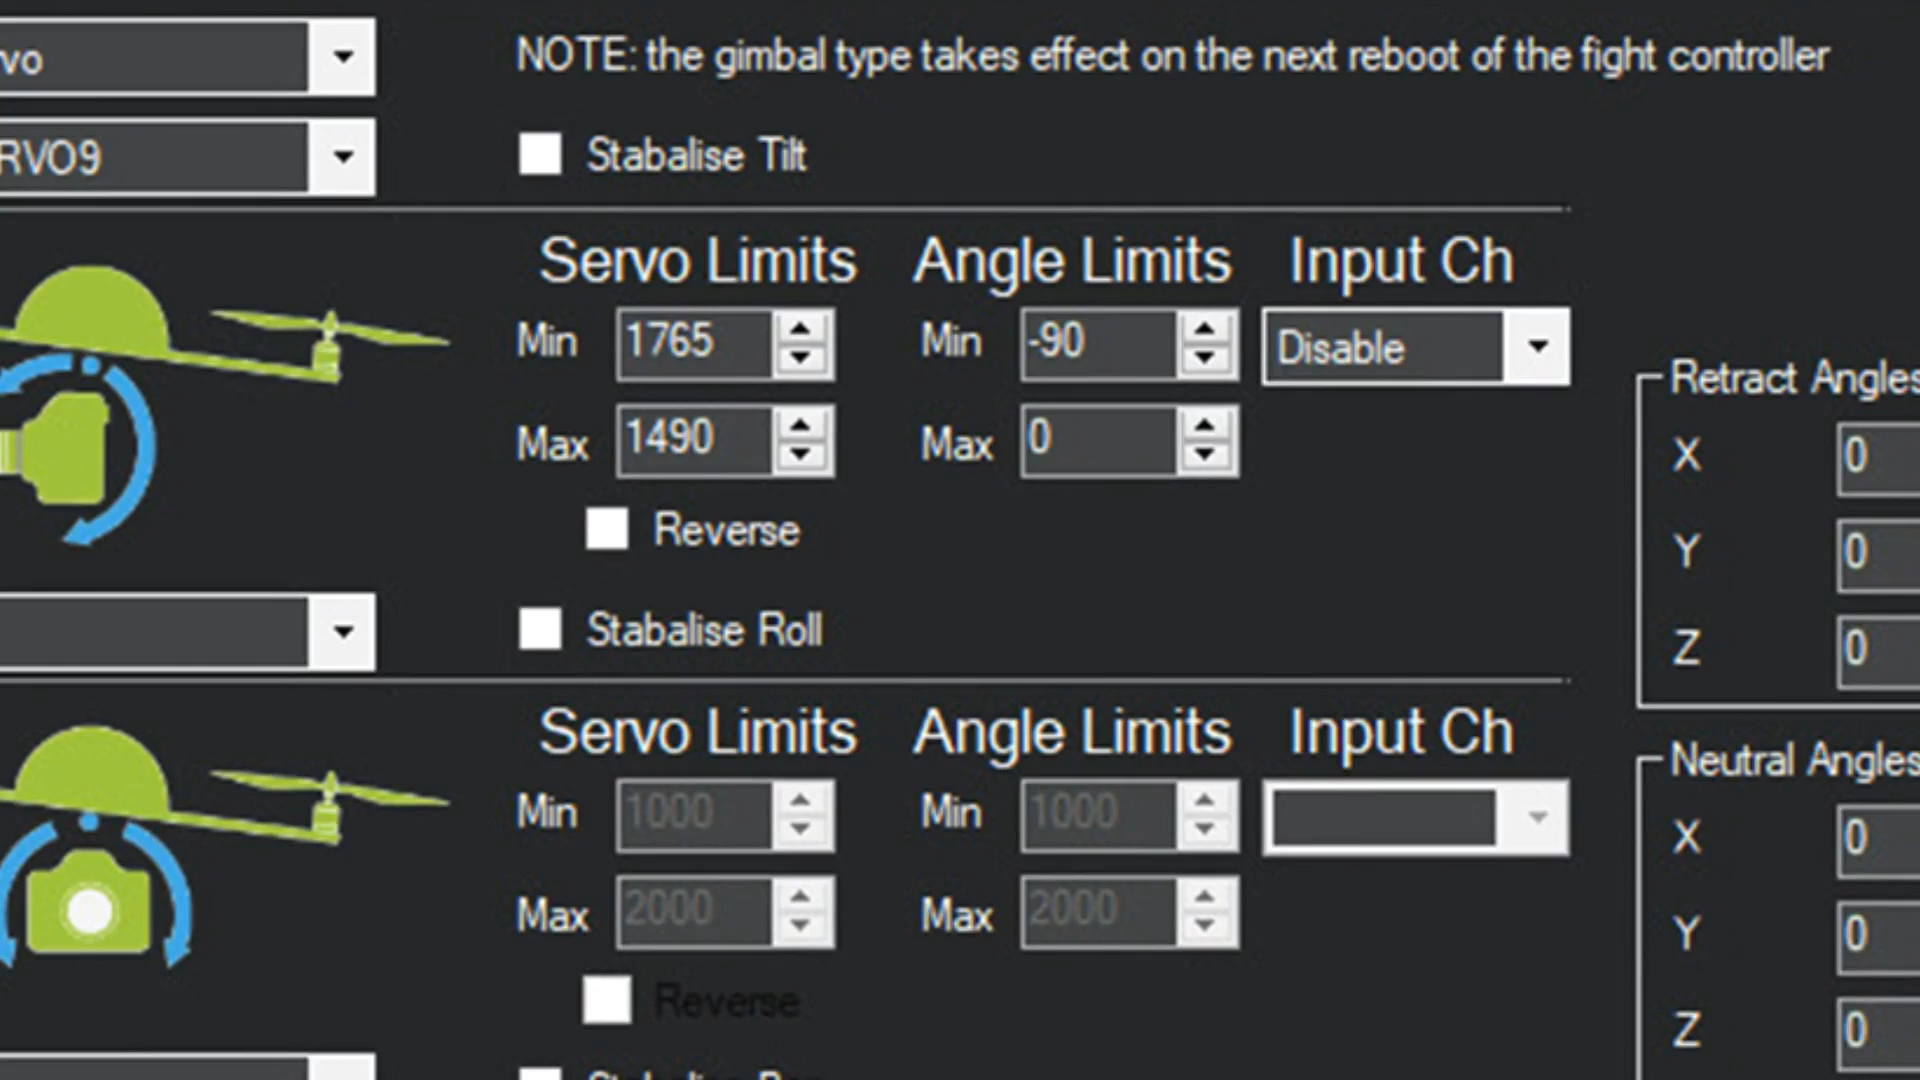 vo
NOTE: the gimbal type takes effect on the next reboot of the fight controller
RVO9
Stabalise Tilt
Servo Limits Angle Limits Input Ch
Min 1765 Min -90 Disable
Max 1490 Max 0
Reverse
Retract Angles
X 0
Y 0
Z 0
Stabalise Roll
Servo Limits Angle Limits Input Ch
Min 1000 Min 1000
Max 2000 Max 2000
Reverse
Neutral Angles
X 0
Y 0
Z 0